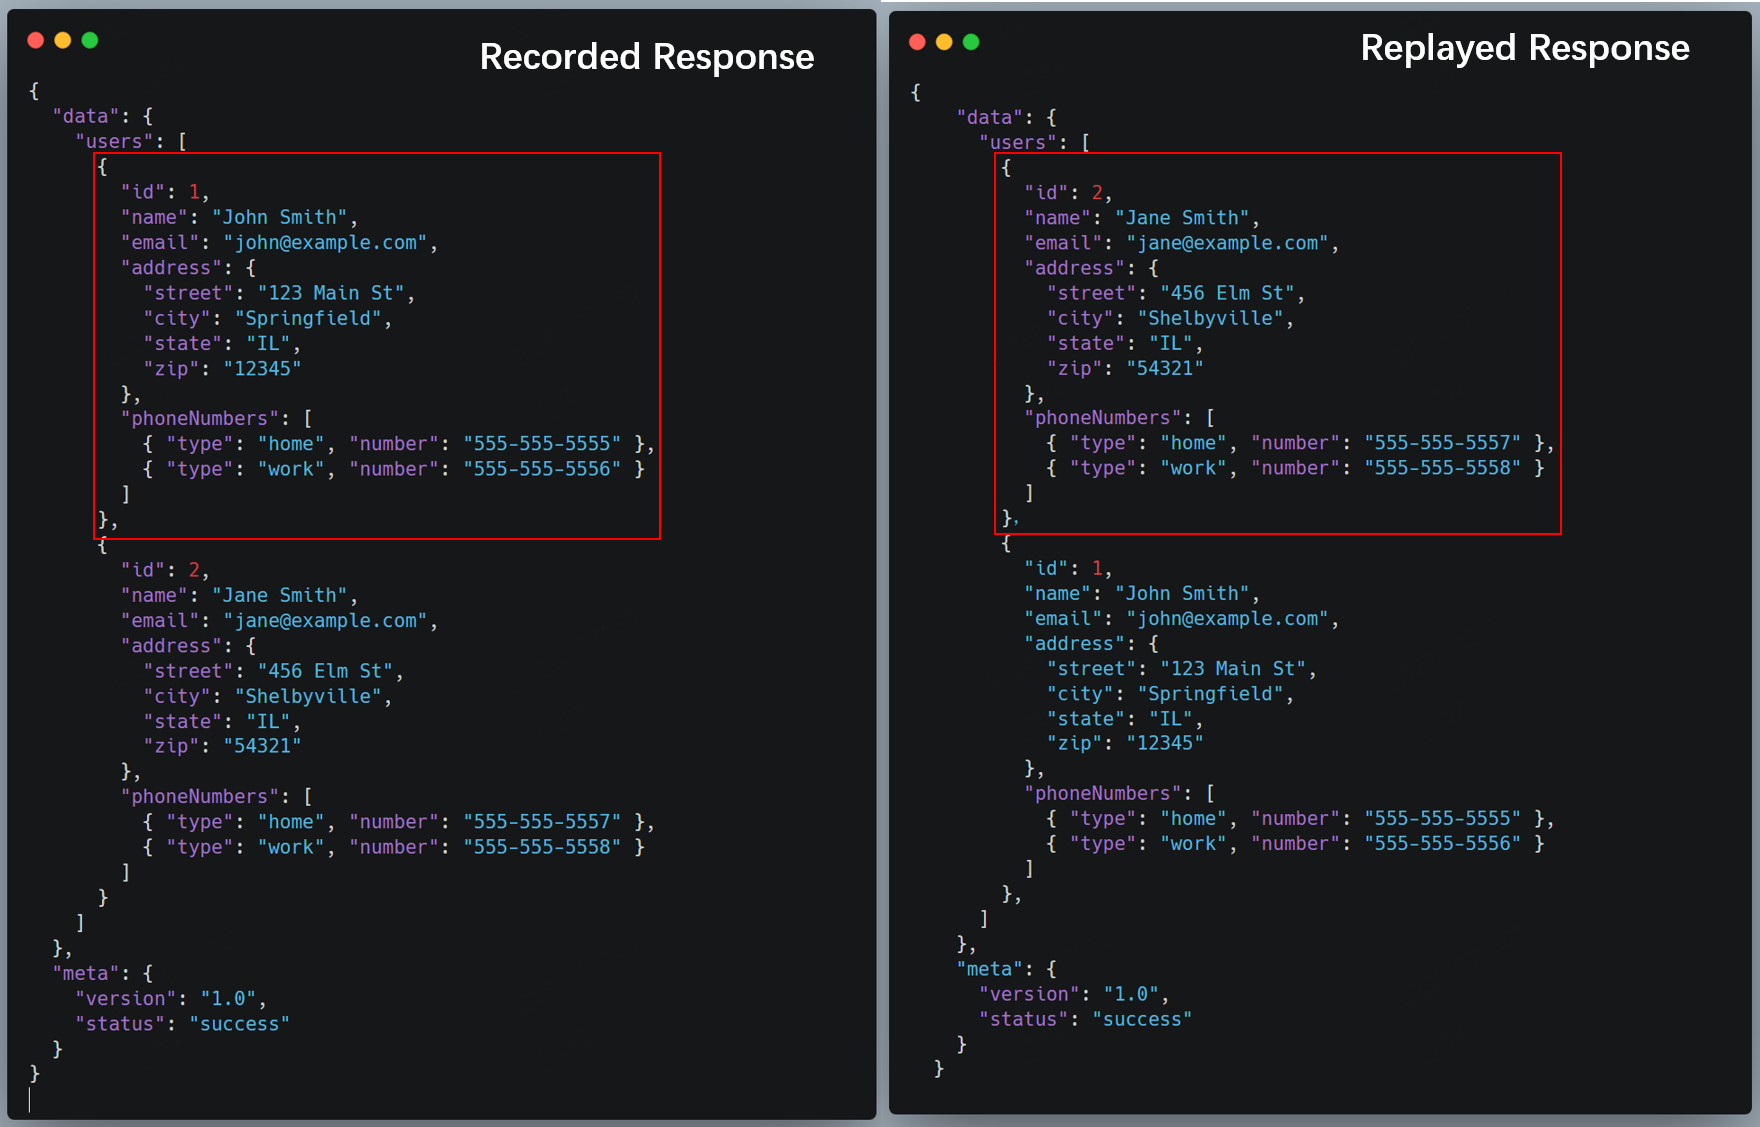 Recorded Response
{
  "data": {
    "users": [
      {
        "id": 1,
        "name": "John Smith",
        "email": "john@example.com",
        "address": {
          "street": "123 Main St",
          "city": "Springfield",
          "state": "IL",
          "zip": "12345"
        },
        "phoneNumbers": [
          { "type": "home", "number": "555-555-5555" },
          { "type": "work", "number": "555-555-5556" }
        ]
      },
      {
        "id": 2,
        "name": "Jane Smith",
        "email": "jane@example.com",
        "address": {
          "street": "456 Elm St",
          "city": "Shelbyville",
          "state": "IL",
          "zip": "54321"
        },
        "phoneNumbers": [
          { "type": "home", "number": "555-555-5557" },
          { "type": "work", "number": "555-555-5558" }
        ]
      }
    ]
  },
  "meta": {
    "version": "1.0",
    "status": "success"
  }
}
Replayed Response
{
    "data": {
      "users": [
        {
          "id": 2,
          "name": "Jane Smith",
          "email": "jane@example.com",
          "address": {
            "street": "456 Elm St",
            "city": "Shelbyville",
            "state": "IL",
            "zip": "54321"
          },
          "phoneNumbers": [
            { "type": "home", "number": "555-555-5557" },
            { "type": "work", "number": "555-555-5558" }
          ]
        },
        {
          "id": 1,
          "name": "John Smith",
          "email": "john@example.com",
          "address": {
            "street": "123 Main St",
            "city": "Springfield",
            "state": "IL",
            "zip": "12345"
          },
          "phoneNumbers": [
            { "type": "home", "number": "555-555-5555" },
            { "type": "work", "number": "555-555-5556" }
          ]
        },
      ]
    },
    "meta": {
      "version": "1.0",
      "status": "success"
    }
  }